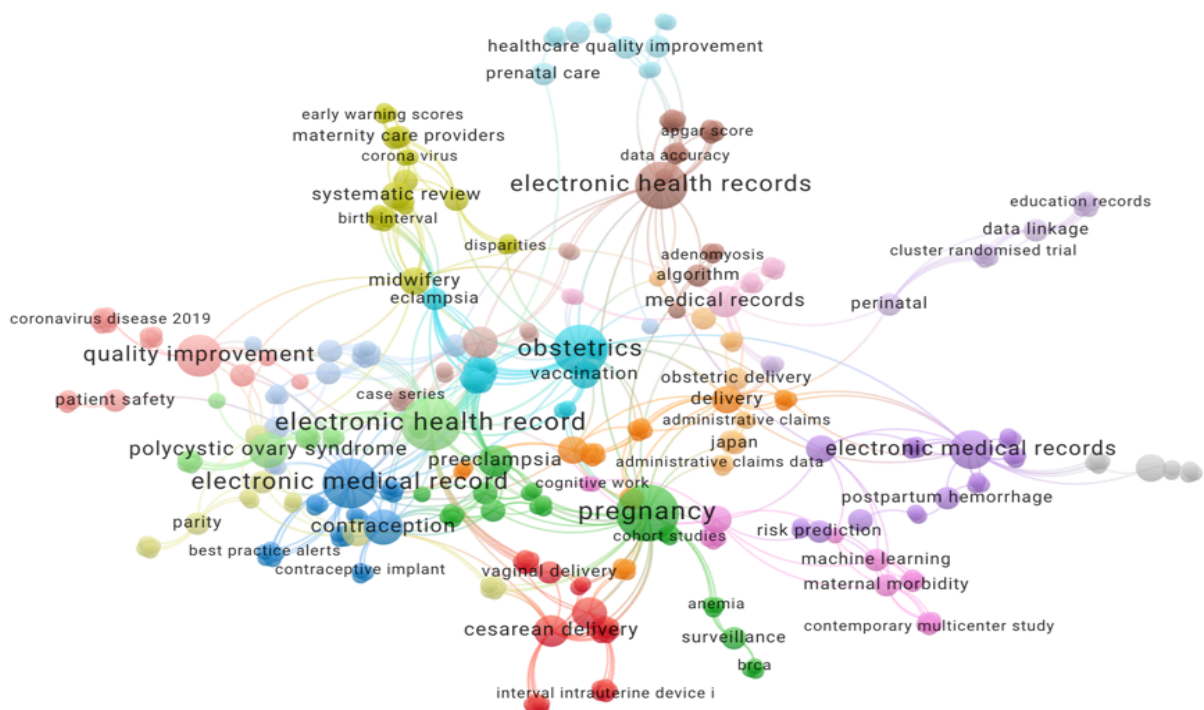 healthcare quality improvement
prenatal care
early warning scores
maternity care providers
apgar score
corona virus
data accuracy
electronic health records
systematic review
education records
birth interval
data linkage
disparities
cluster randomised trial
adenomyosis
algorithm
midwifery
eclampsia
medical records
perinatal
coronavirus disease 2019
obstetrics
quality improvement
vaccination
obstetric delivery
case series
patient safety
delivery
electronic health record
administrative claims
japan
polycystic ovary syndrome
electronic medical records
preeclampsia
administrative claims data
electronic medical record
cognitive work
postpartum hemorrhage
pregnancy
parity
contraception
cohort studies
risk prediction
best practice alerts
machine learning
contraceptive implant
vaginal delivery
maternal morbidity
anemia
cesarean delivery
contemporary multicenter study
surveillance
brca
interval intrauterine device i